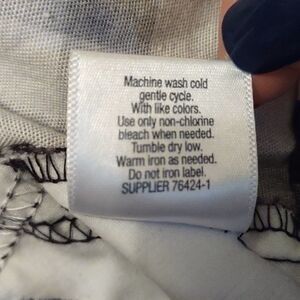 Machine wash cold
gentle cycle.
With like colors.
Use only non-chlorine
bleach when needed.
Tumble dry low.
Warm iron as needed.
Do not iron label.
SUPPLIER 76424-1